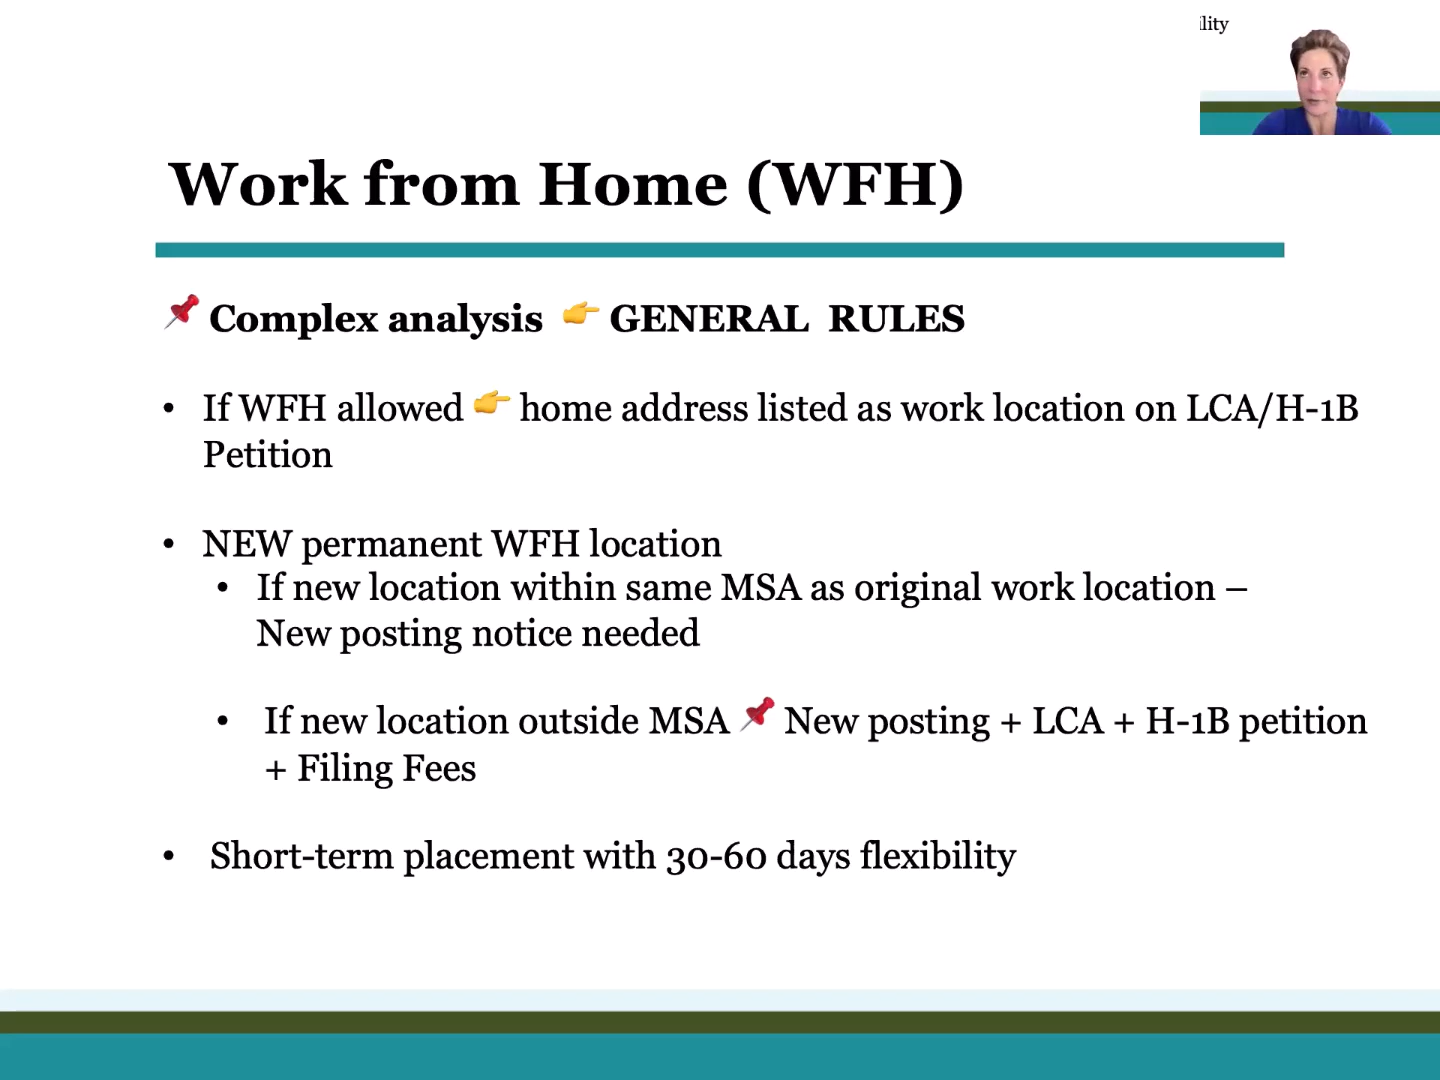 ility
Work from Home (WFH)
📌 Complex analysis 👉 GENERAL RULES
• If WFH allowed 👉 home address listed as work location on LCA/H-1B
Petition
• NEW permanent WFH location
• If new location within same MSA as original work location –
New posting notice needed
• If new location outside MSA 📌 New posting + LCA + H-1B petition
+ Filing Fees
• Short-term placement with 30-60 days flexibility